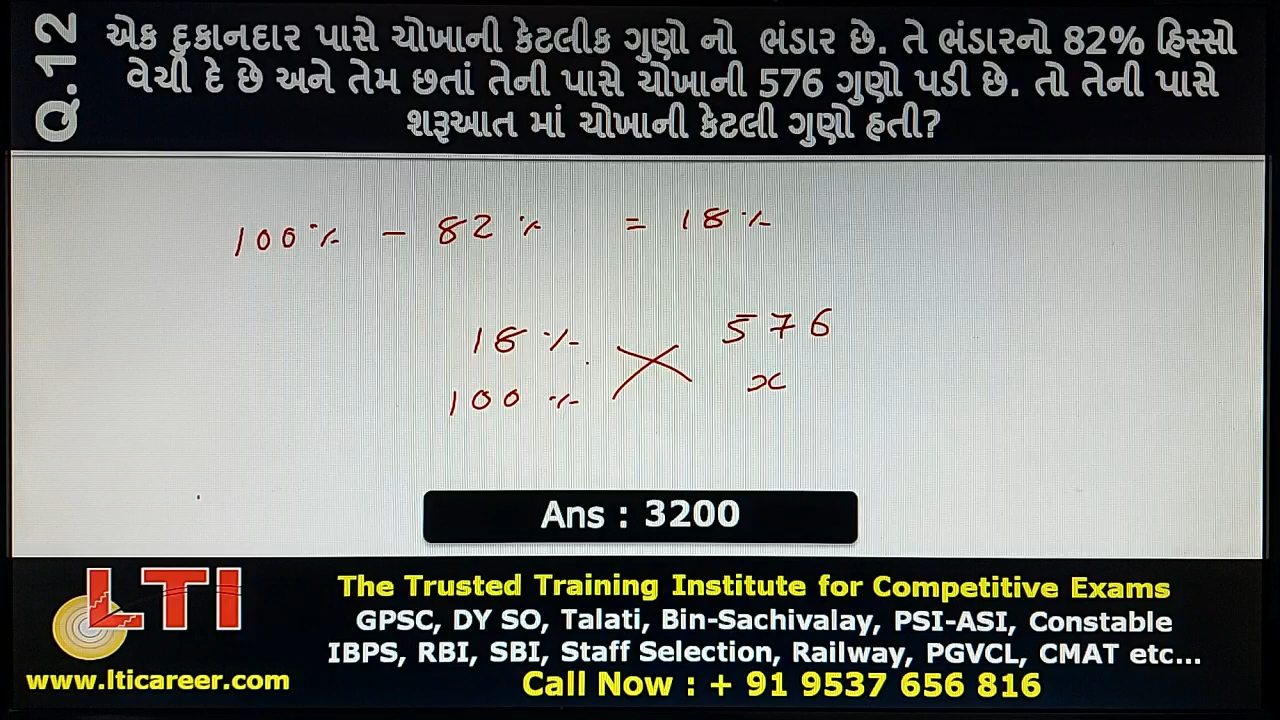 Q.12
એક દુકાનદાર પાસે ચોખાની કેટલીક ગુણો નો ભંડાર છે. તે ભંડારનો 82% હિસ્સો
વેચી દે છે અને તેમ છતાં તેની પાસે ચોખાની 576 ગુણો પડી છે. તો તેની પાસે
શરૂઆત માં ચોખાની કેટલી ગુણો હતી?
100% - 82% = 18%
18% 576
100% x
Ans : 3200
LTI
www.lticareer.com
The Trusted Training Institute for Competitive Exams
GPSC, DY SO, Talati, Bin-Sachivalay, PSI-ASI, Constable
IBPS, RBI, SBI, Staff Selection, Railway, PGVCL, CMAT etc...
Call Now : + 91 9537 656 816